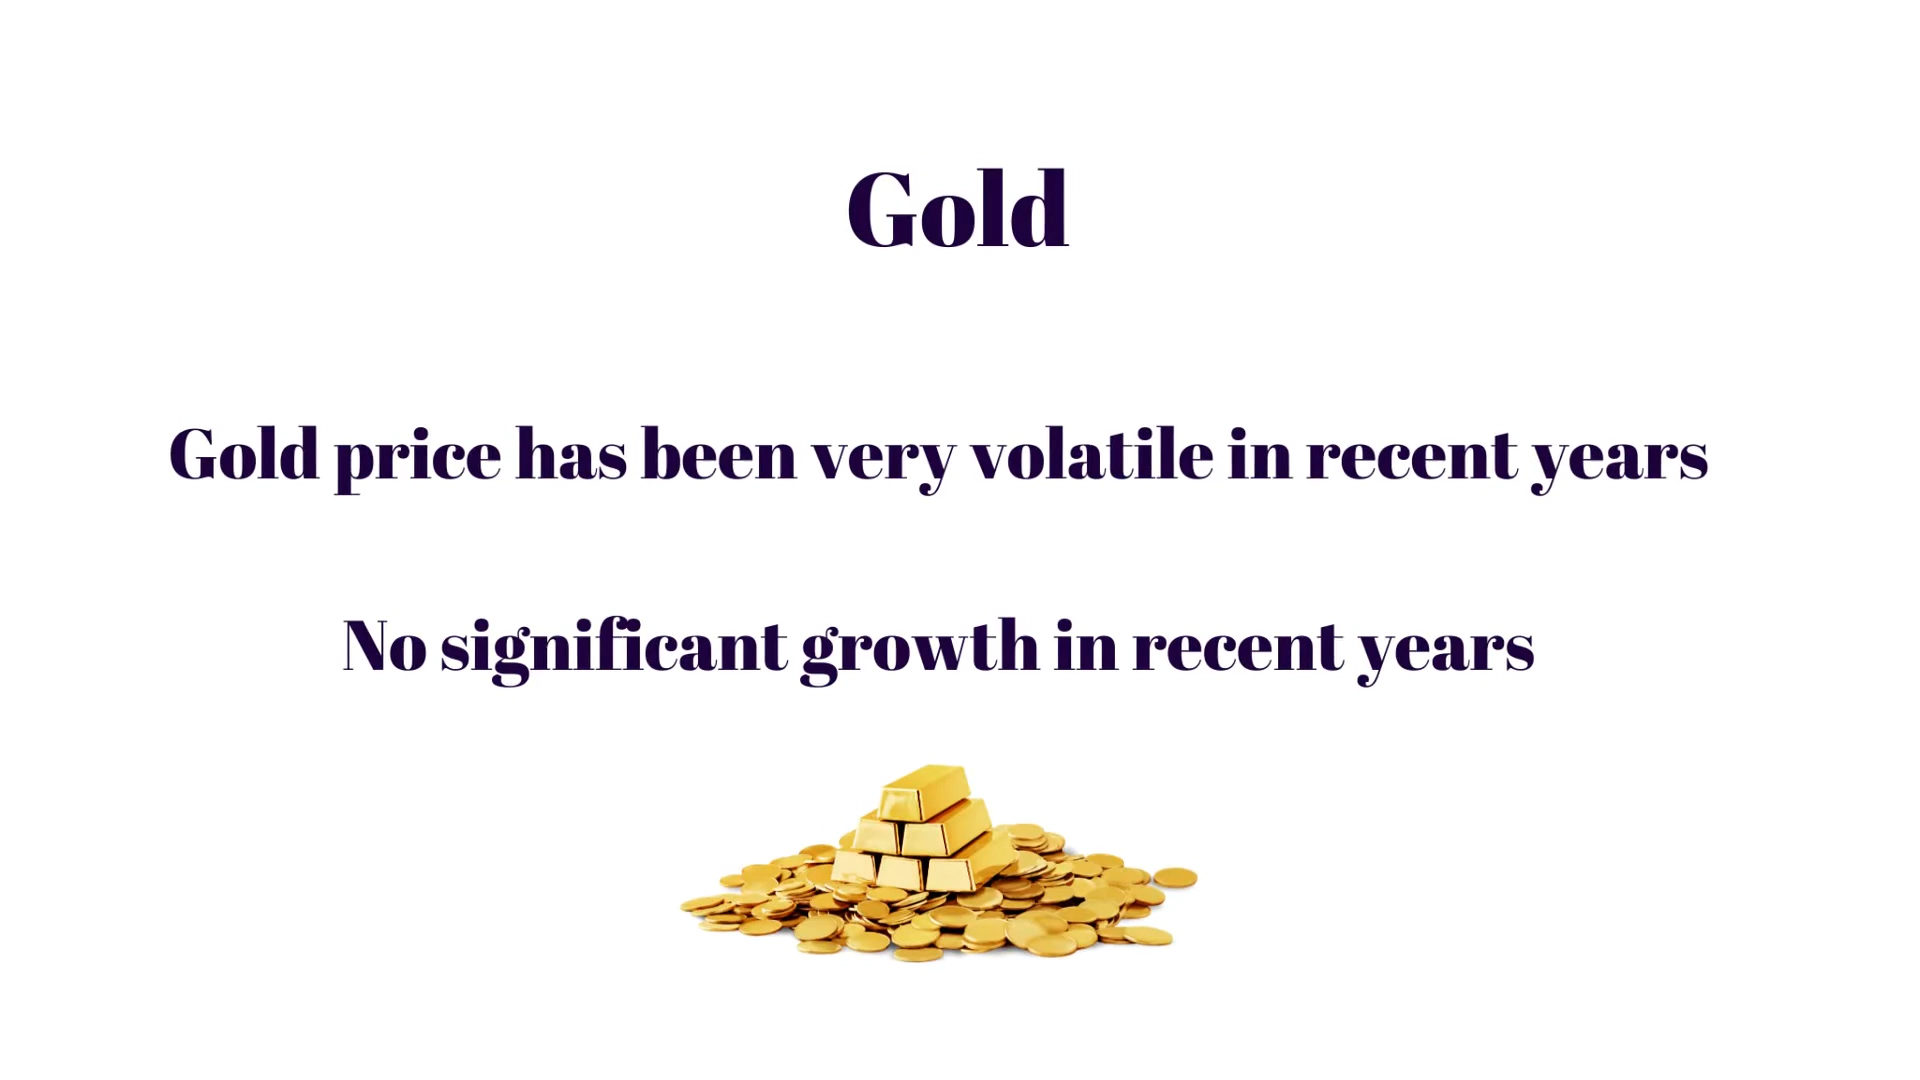 Gold
Gold price has been very volatile in recent years
No significant growth in recent years